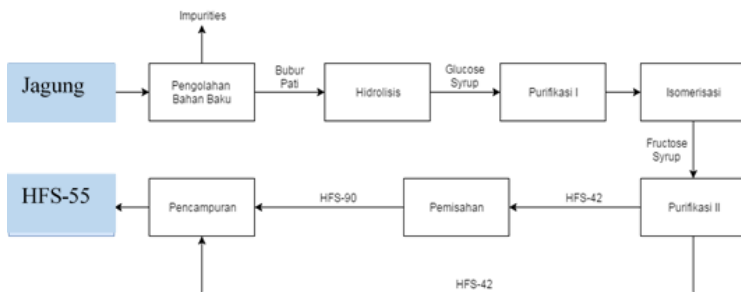 Impurities
Jagung
Pengolahan
Bahan Baku
Bubur
Pati
Hidrolisis
Glucose
Syrup
Purifikasi I
Isomerisasi
Fructose
Syrup
HFS-55
Pencampuran
HFS-90
Pemisahan
HFS-42
Purifikasi II
HFS-42